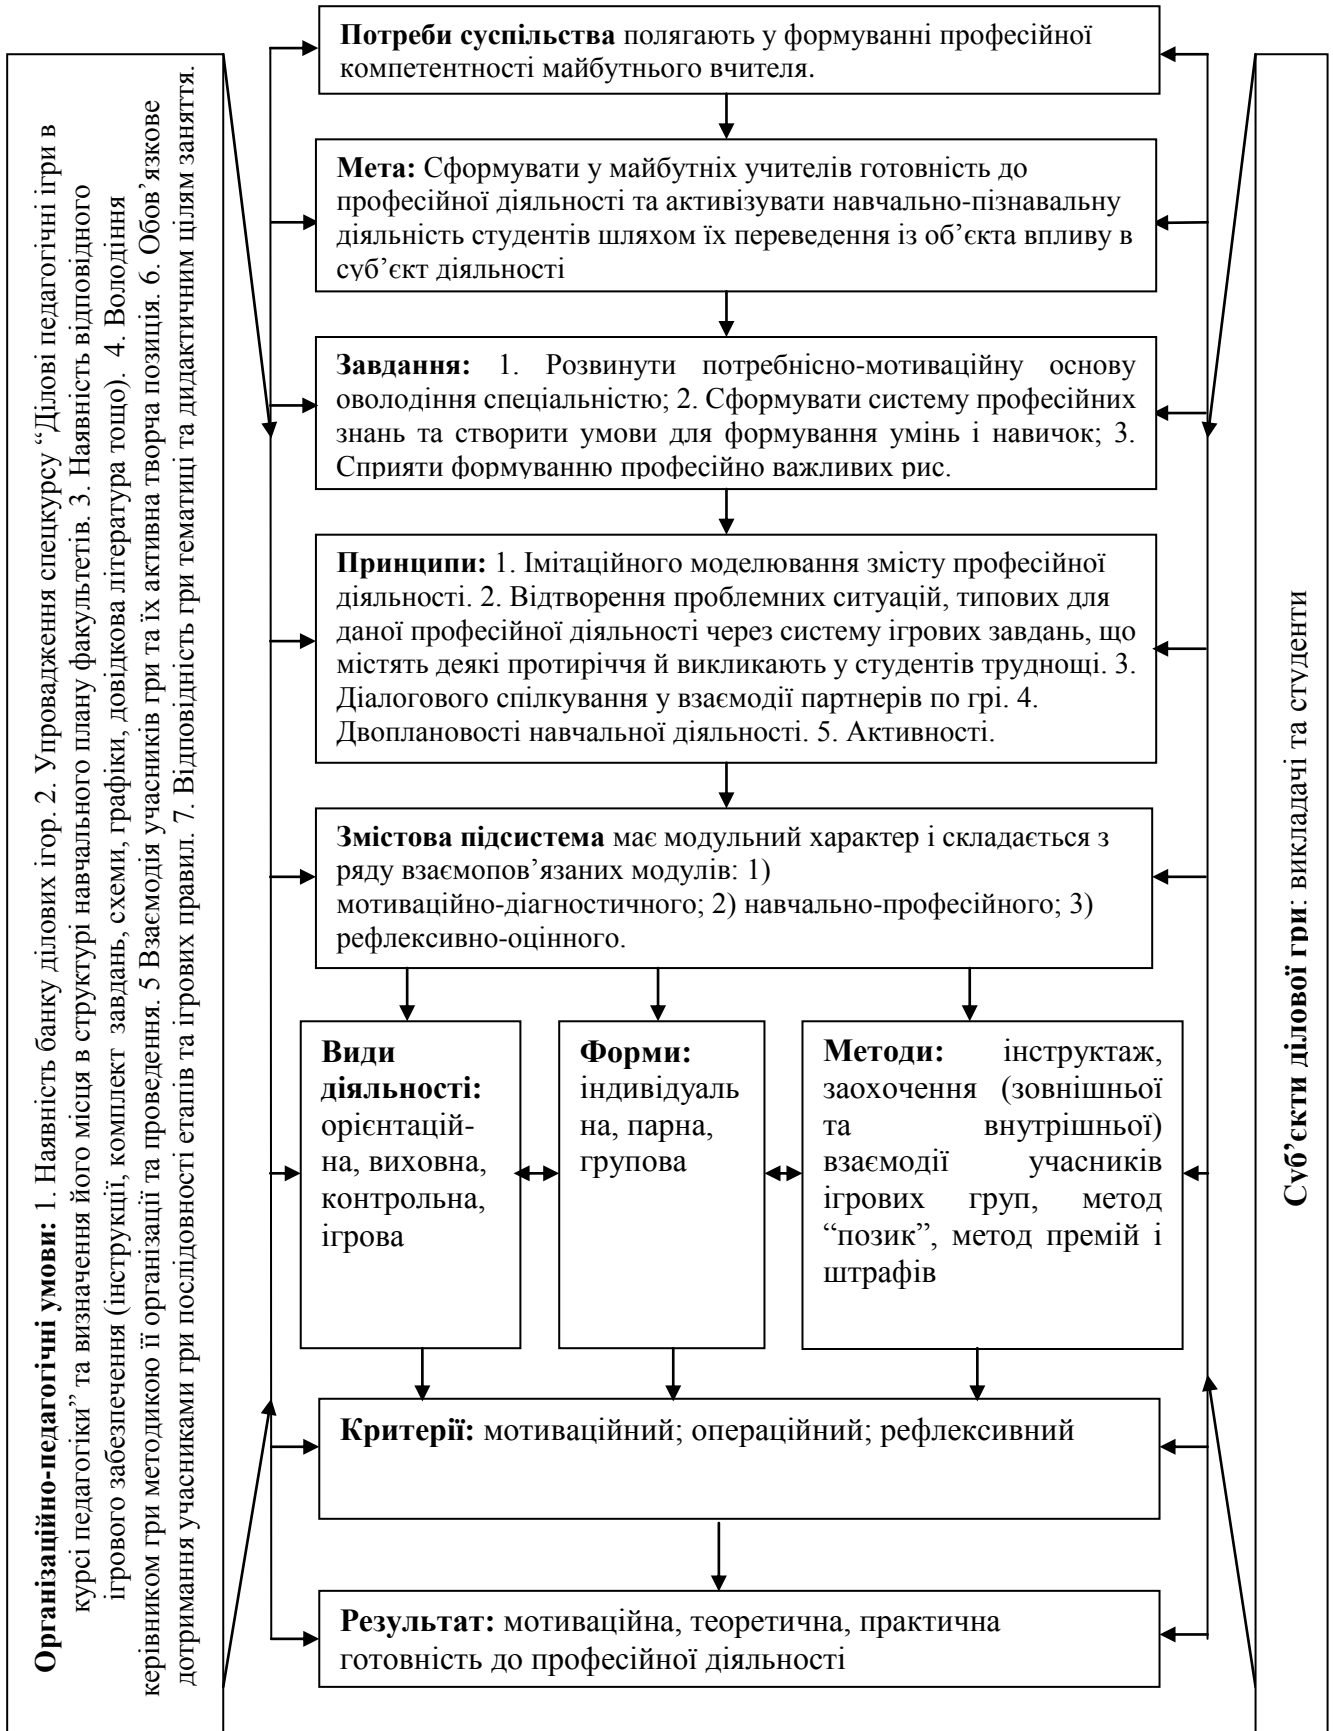 Організаційно-педагогічні умови: 1. Наявність банку ділових ігор. 2. Упровадження спецкурсу “Ділові педагогічні ігри в
курсі педагогіки” та визначення його місця в структурі навчального плану факультетів. 3. Наявність відповідного
ігрового забезпечення (інструкції, комплект завдань, схеми, графіки, довідкова література тощо). 4. Володіння
керівником гри методикою її організації та проведення. 5 Взаємодія учасників гри та їх активна творча позиція. 6. Обов’язкове
дотримання учасниками гри послідовності етапів та ігрових правил. 7. Відповідність гри тематиці та дидактичним цілям заняття.
Потреби суспільства полягають у формуванні професійної
компетентності майбутнього вчителя.
Мета: Сформувати у майбутніх учителів готовність до
професійної діяльності та активізувати навчально-пізнавальну
діяльність студентів шляхом їх переведення із об’єкта впливу в
суб’єкт діяльності
Завдання: 1. Розвинути потребнісно-мотиваційну основу
оволодіння спеціальністю; 2. Сформувати систему професійних
знань та створити умови для формування умінь і навичок; 3.
Сприяти формуванню професійно важливих рис.
Принципи: 1. Імітаційного моделювання змісту професійної
діяльності. 2. Відтворення проблемних ситуацій, типових для
даної професійної діяльності через систему ігрових завдань, що
містять деякі протиріччя й викликають у студентів труднощі. 3.
Діалогового спілкування у взаємодії партнерів по грі. 4.
Двоплановості навчальної діяльності. 5. Активності.
Змістова підсистема має модульний характер і складається з
ряду взаємопов’язаних модулів: 1)
мотиваційно-діагностичного; 2) навчально-професійного; 3)
рефлексивно-оцінного.
Види
діяльності:
орієнтацій-
на, виховна,
контрольна,
ігрова
Форми:
індивідуаль
на, парна,
групова
Методи: інструктаж,
заохочення (зовнішньої
та внутрішньої)
взаємодії учасників
ігрових груп, метод
“позик”, метод премій і
штрафів
Критерії: мотиваційний; операційний; рефлексивний
Результат: мотиваційна, теоретична, практична
готовність до професійної діяльності
Суб’єкти ділової гри: викладачі та студенти